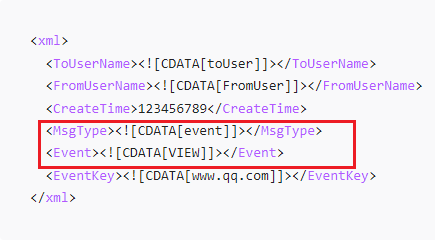 <xml>
<ToUserName><![CDATA[toUser]]></ToUserName>
<FromUserName><![CDATA[FromUser]]></FromUserName>
<CreateTime>123456789</CreateTime>
<MsgType><![CDATA[event]]></MsgType>
<Event><![CDATA[VIEW]]></Event>
<EventKey><![CDATA[www.qq.com]]></EventKey>
</xml>